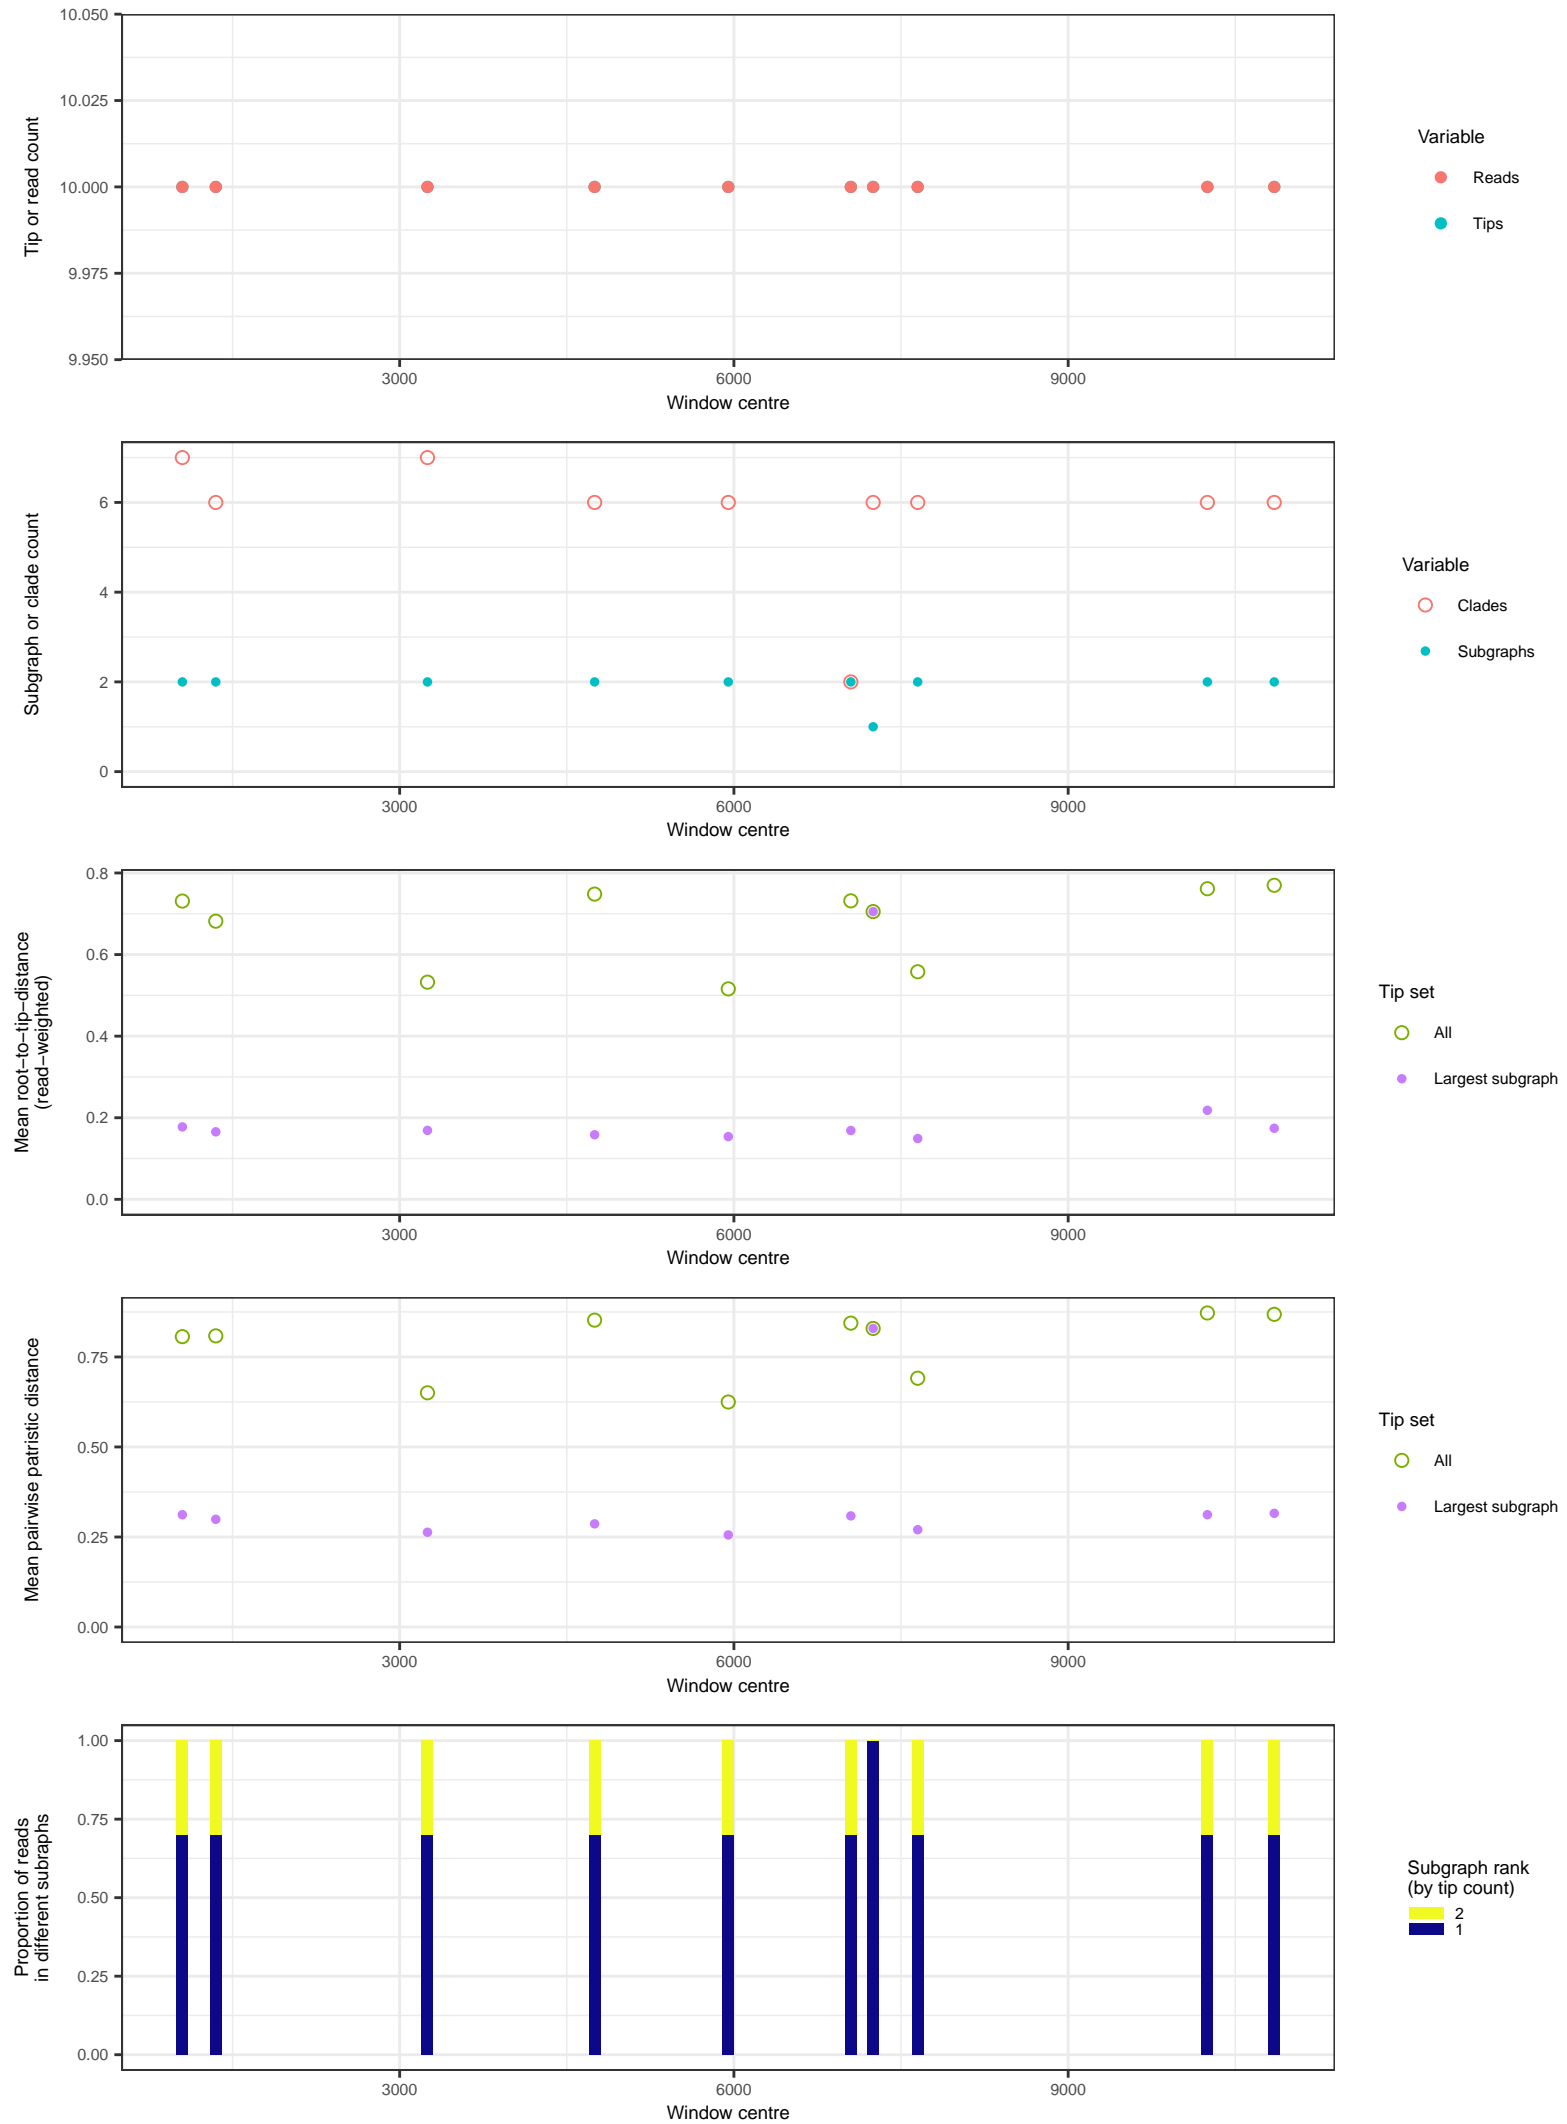 10.050
10.025
10.000
9.975
9.950
Tip or read count
3000 6000 9000
Window centre
Variable
Reads
Tips
6
4
2
0
Subgraph or clade count
3000 6000 9000
Window centre
Variable
Clades
Subgraphs
0.8
0.6
0.4
0.2
0.0
Mean root−to−tip−distance
(read−weighted)
3000 6000 9000
Window centre
Tip set
All
Largest subgraph
0.75
0.50
0.25
0.00
Mean pairwise patristic distance
3000 6000 9000
Window centre
Tip set
All
Largest subgraph
1.00
0.75
0.50
0.25
0.00
Proportion of reads
in different subraphs
3000 6000 9000
Window centre
Subgraph rank
(by tip count)
2
1